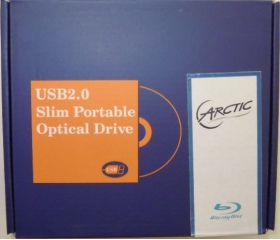 USB2.0
Slim Portable
Optical Drive
ARCTIC
Blu-ray Disc